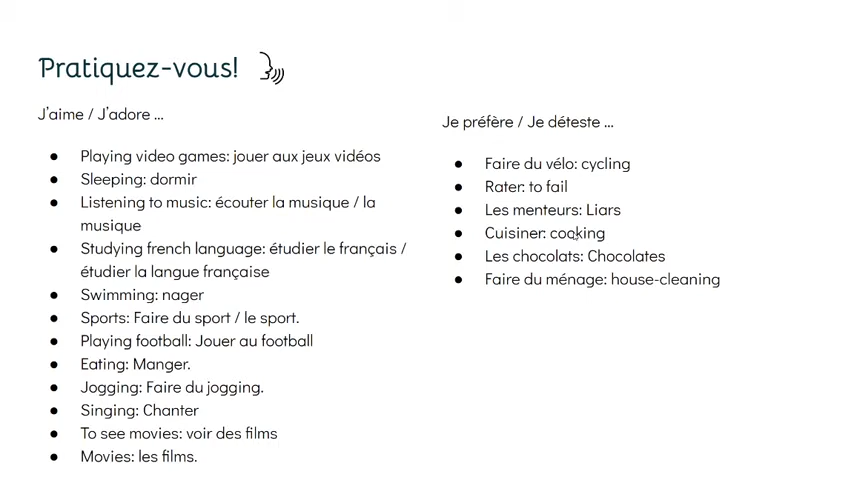 Pratiquez-vous!
J'aime / J'adore ...
● Playing video games: jouer aux jeux vidéos
● Sleeping: dormir
● Listening to music: écouter la musique / la
musique
● Studying french language: étudier le français /
étudier la langue française
● Swimming: nager
● Sports: Faire du sport / le sport.
● Playing football: Jouer au football
● Eating: Manger.
● Jogging: Faire du jogging.
● Singing: Chanter
● To see movies: voir des films
● Movies: les films.
Je préfère / Je déteste ...
● Faire du vélo: cycling
● Rater: to fail
● Les menteurs: Liars
● Cuisiner: cooking
● Les chocolats: Chocolates
● Faire du ménage: house-cleaning